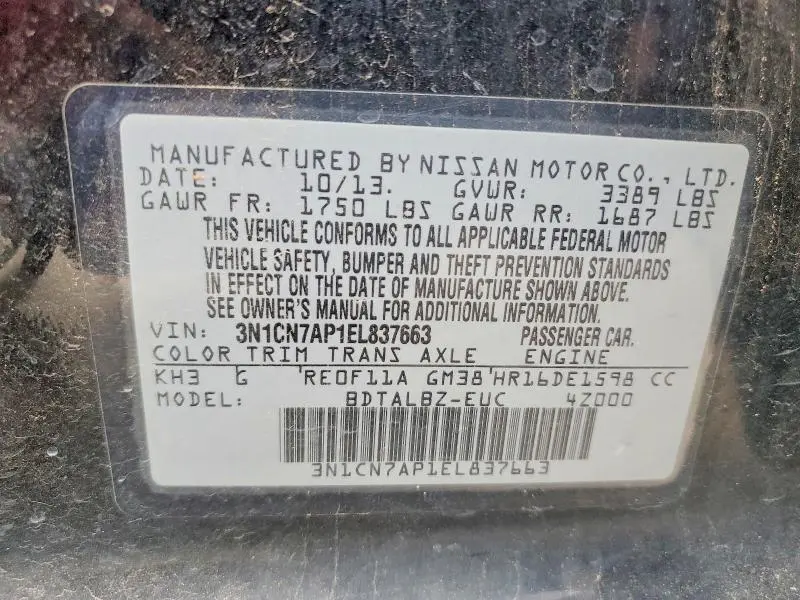 MANUFACTURED BY NISSAN MOTOR CO., LTD.
DATE: 10/13. GVWR: 3389 LBS
GAWR FR: 1750 LBS GAWR RR: 1687 LBS
THIS VEHICLE CONFORMS TO ALL APPLICABLE FEDERAL MOTOR
VEHICLE SAFETY, BUMPER AND THEFT PREVENTION STANDARDS
IN EFFECT ON THE DATE OF MANUFACTURE SHOWN ABOVE.
SEE OWNER'S MANUAL FOR ADDITIONAL INFORMATION.
VIN: 3N1CN7AP1EL837663 PASSENGER CAR.
COLOR TRIM TRANS AXLE ENGINE
KH3 G RE0F11A GM38 HR16DE1598 CC
MODEL: BDTALBZ-EUC 4Z000
3N1CN7AP1EL837663